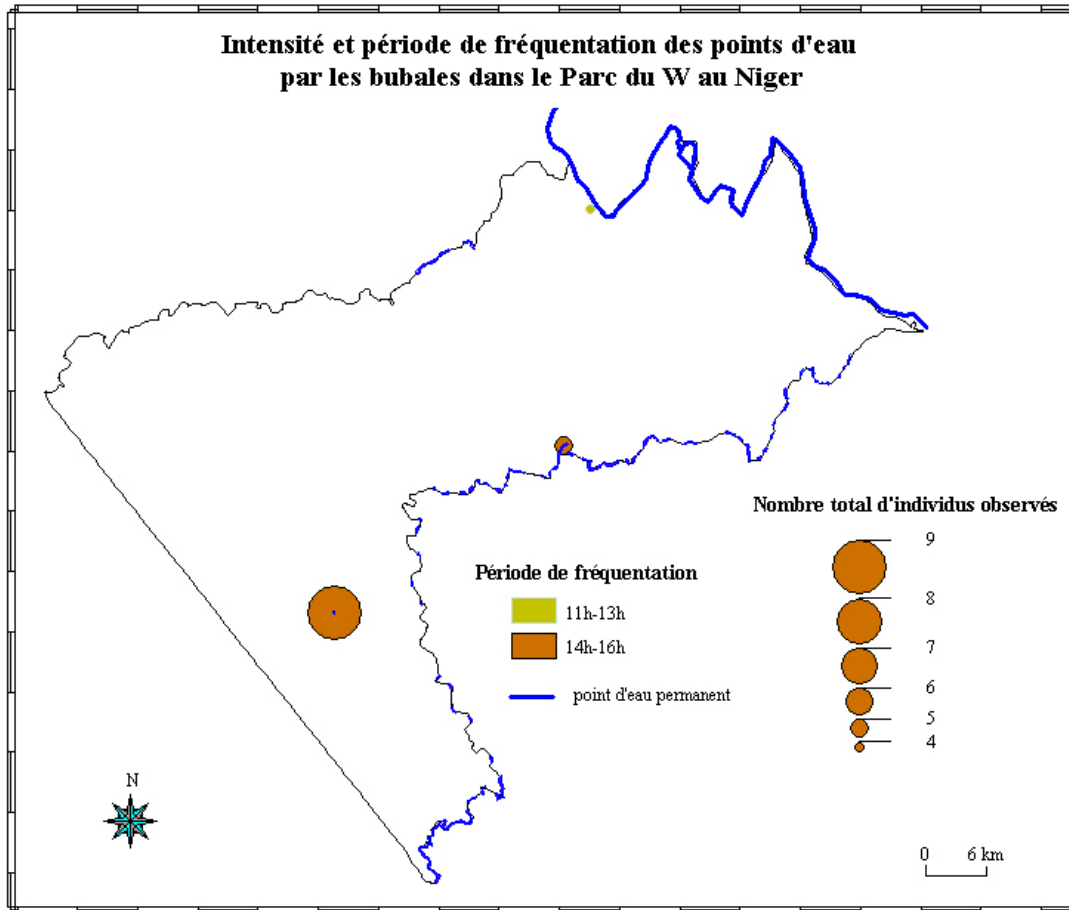 Intensité et période de fréquentation des points d'eau
par les bubales dans le Parc du W au Niger
Nombre total d'individus observés
9
8
7
6
5
4
Période de fréquentation
11h-13h
14h-16h
point d'eau permanent
N
0 6 km